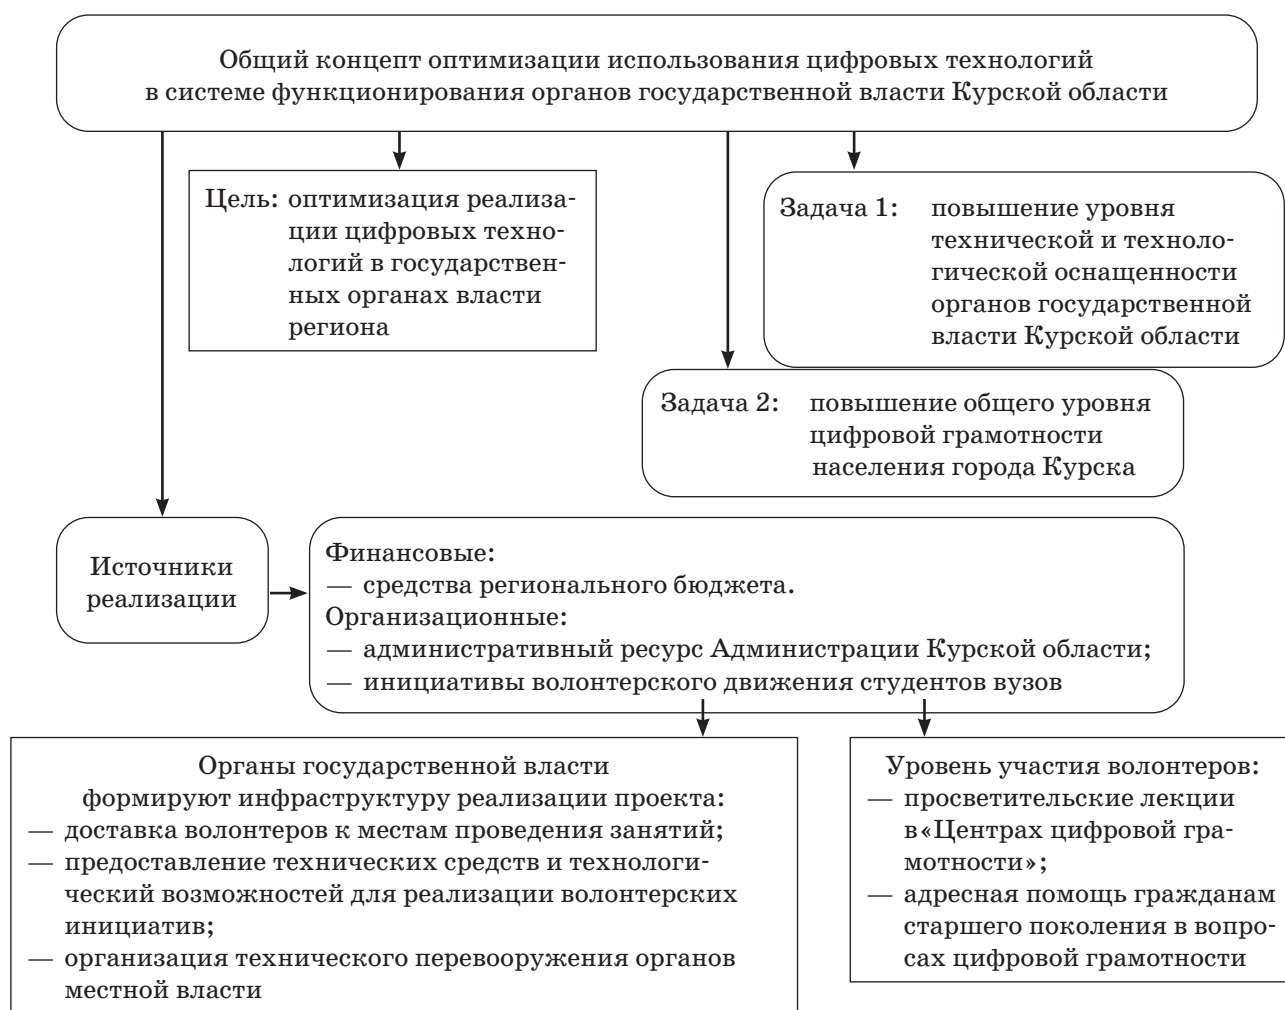 Общий концепт оптимизации использования цифровых технологий
в системе функционирования органов государственной власти Курской области
Цель: оптимизация реализа-
ции цифровых техно-
логий в государствен-
ных органах власти
региона
Задача 1: повышение уровня
технической и техноло-
гической оснащенности
органов государственной
власти Курской области
Задача 2: повышение общего уровня
цифровой грамотности
населения города Курска
Источники
реализации
Финансовые:
— средства регионального бюджета.
Организационные:
— административный ресурс Администрации Курской области;
— инициативы волонтерского движения студентов вузов
Органы государственной власти
формируют инфраструктуру реализации проекта:
— доставка волонтеров к местам проведения занятий;
— предоставление технических средств и технологи-
ческий возможностей для реализации волонтерских
инициатив;
— организация технического перевооружения органов
местной власти
Уровень участия волонтеров:
— просветительские лекции
в«Центрах цифровой гра-
мотности»;
— адресная помощь гражданам
старшего поколения в вопро-
сах цифровой грамотности